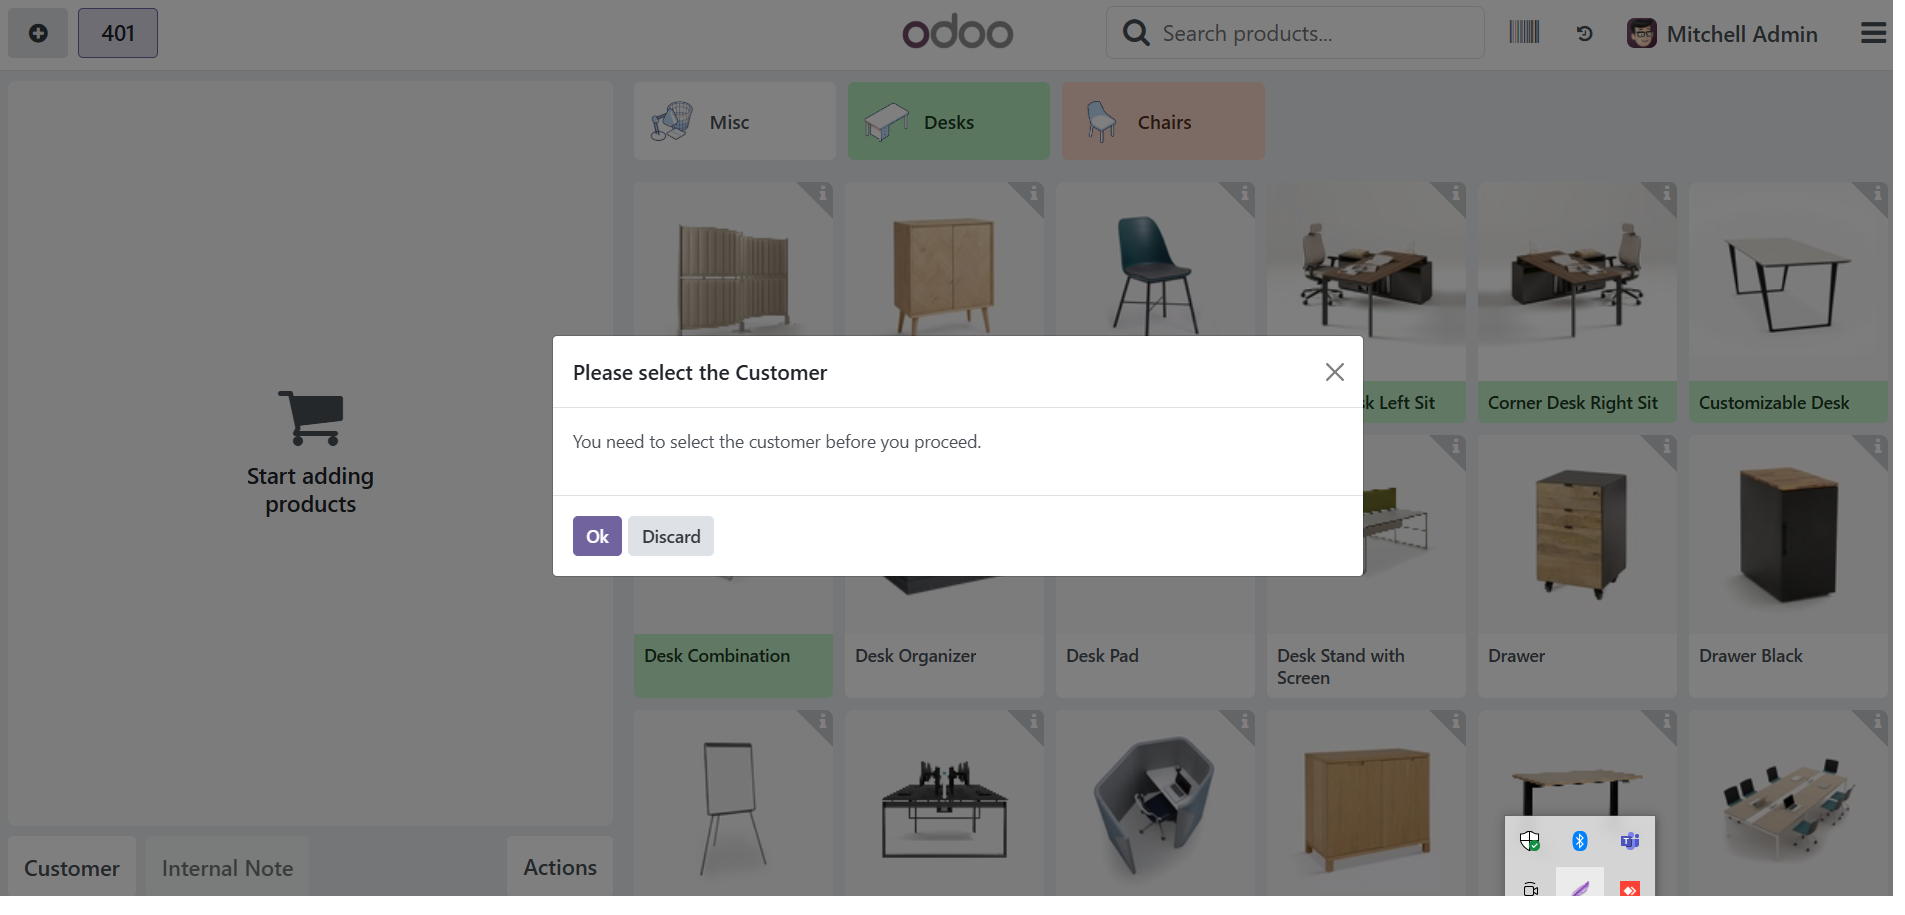 401
odoo
Search products...
Mitchell Admin
Misc
Desks
Chairs
Start adding
products
Please select the Customer
You need to select the customer before you proceed.
Ok
Discard
Left Sit
Corner Desk Right Sit
Customizable Desk
Desk Combination
Desk Organizer
Desk Pad
Desk Stand with
Screen
Drawer
Drawer Black
Customer
Internal Note
Actions